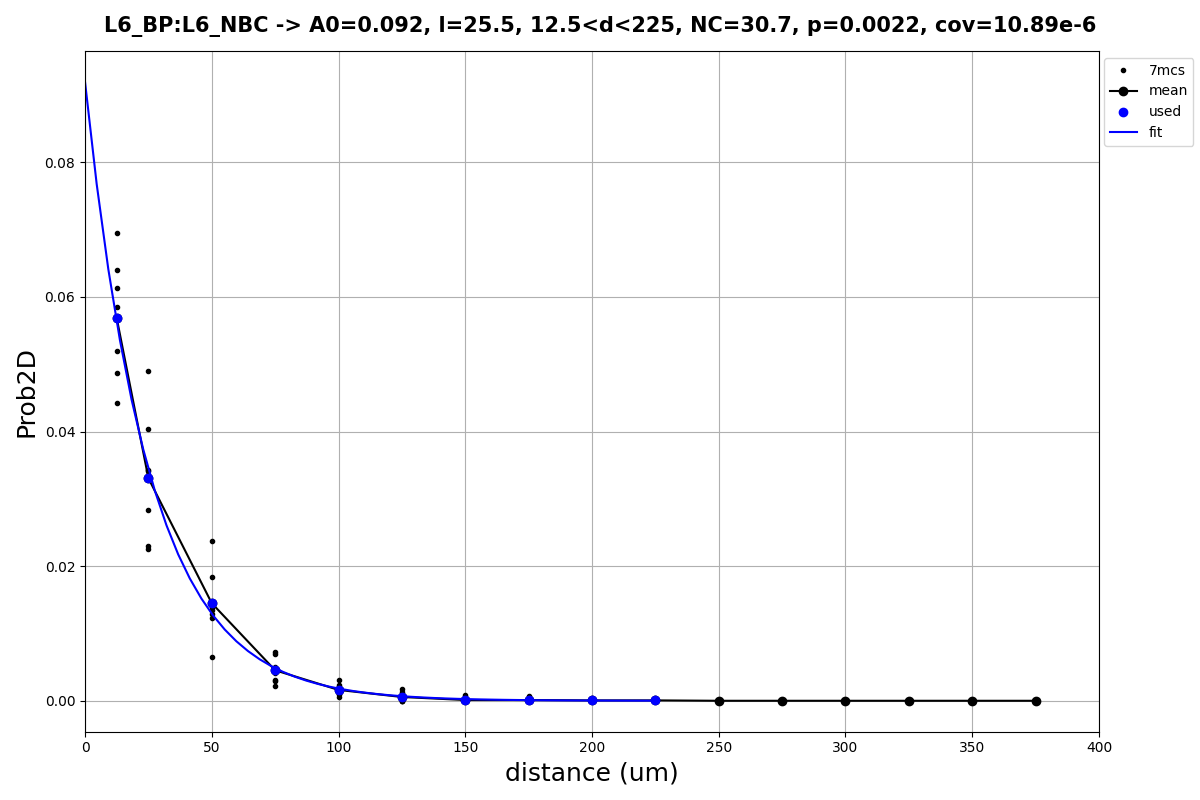 L6_BP:L6_NBC -> A0=0.092, l=25.5, 12.5<d<225, NC=30.7, p=0.0022, cov=10.89e-6
7mcs
mean
used
fit
0.08
0.06
0.04
0.02
0.00
Prob2D
0 50 100 150 200 250 300 350 400
distance (um)